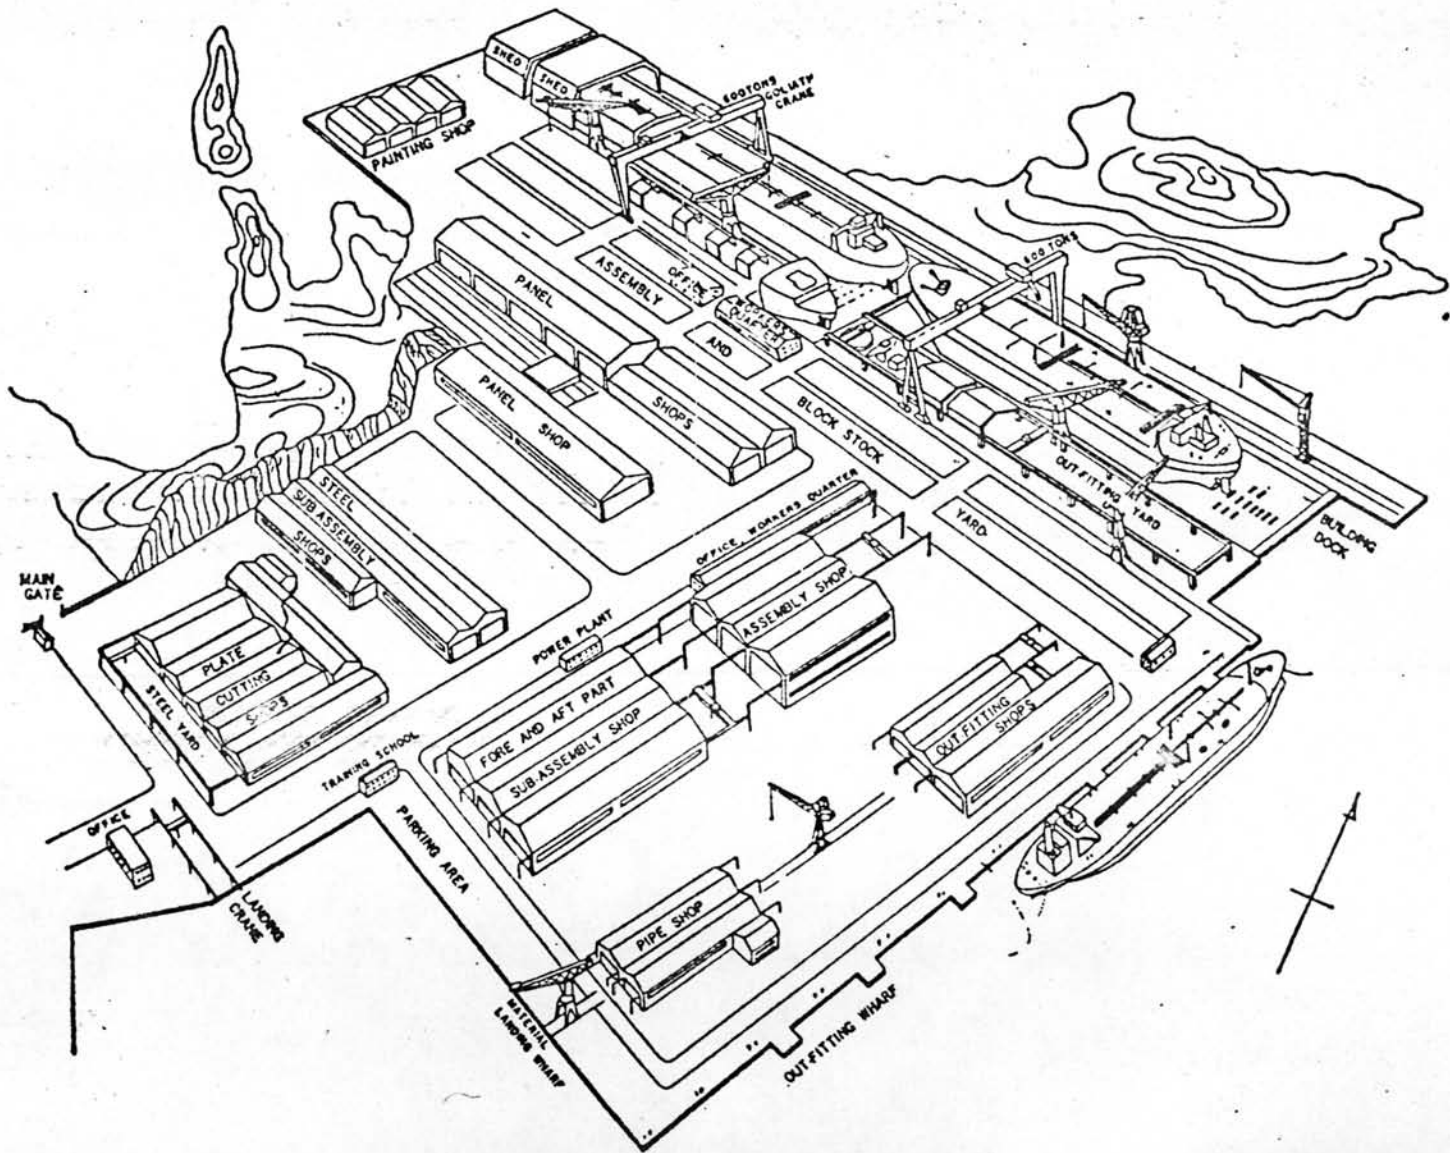 SHED
SHED
600TONS
GOLIATH
CRANE
PAINTING SHOP
600 TONS
ASSEMBLY
OFFICE
WORKERS
QUARTER
AND
BLOCK STOCK
YARD
PANEL
SHOPS
PANEL
SHOP
OUT-FITTING YARD
BUILDING
DOCK
STEEL
SUB-ASSEMBLY
SHOPS
OFFICE WORKERS QUARTER
MAIN
GATE
PLATE
CUTTING
SHOPS
STEEL YARD
POWER PLANT
ASSEMBLY SHOP
FORE AND AFT PART
SUB-ASSEMBLY SHOP
OUT-FITTING
SHOPS
TRAINING SCHOOL
OFFICE
PARKING AREA
LANDING
CRANE
PIPE SHOP
MATERIAL
LANDING WHARF
OUT-FITTING WHARF